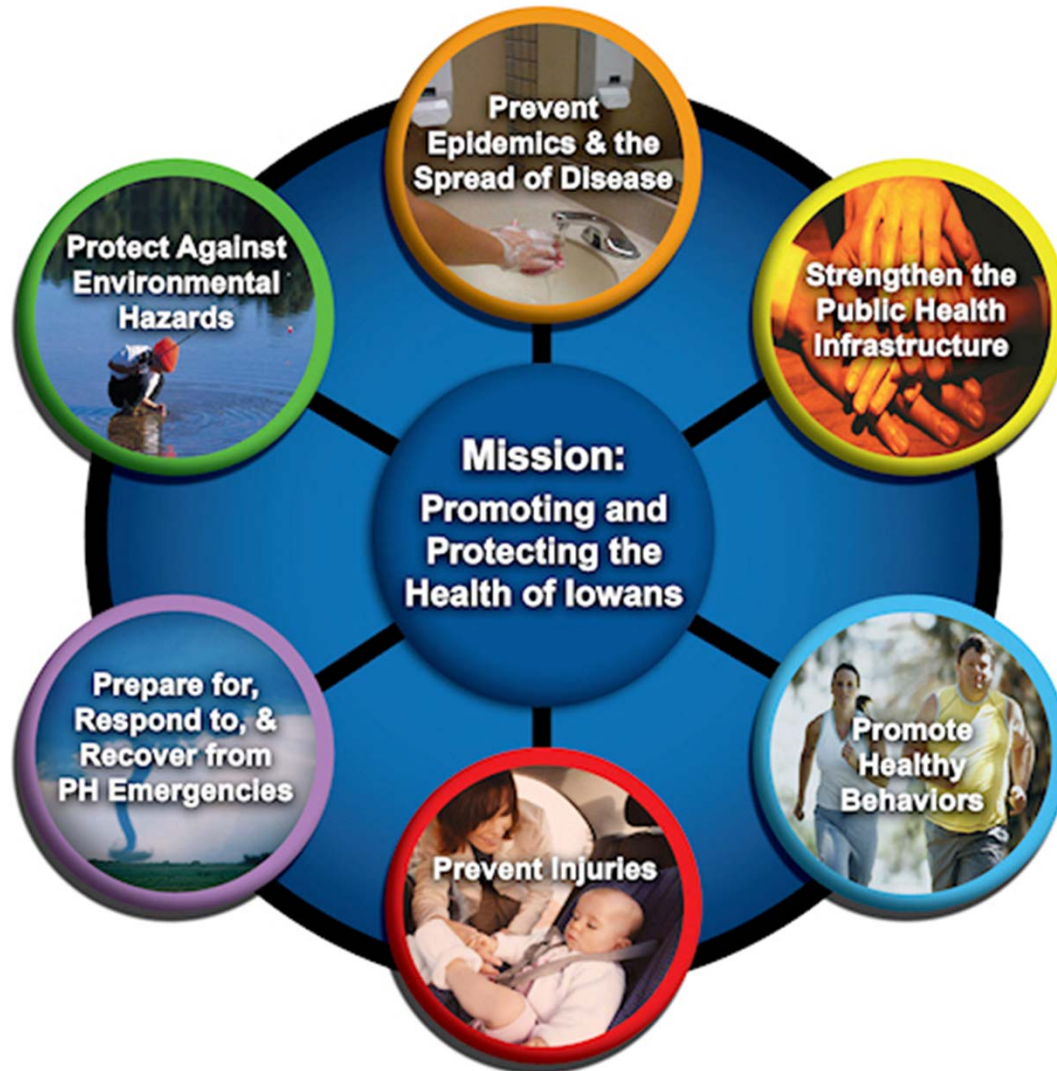 Prevent
Epidemics & the
Spread of Disease
Strengthen the
Public Health
Infrastructure
Promote
Healthy
Behaviors
Prevent Injuries
Prepare for,
Respond to, &
Recover from
PH Emergencies
Protect Against
Environmental
Hazards
Mission:
Promoting and
Protecting the
Health of Iowans